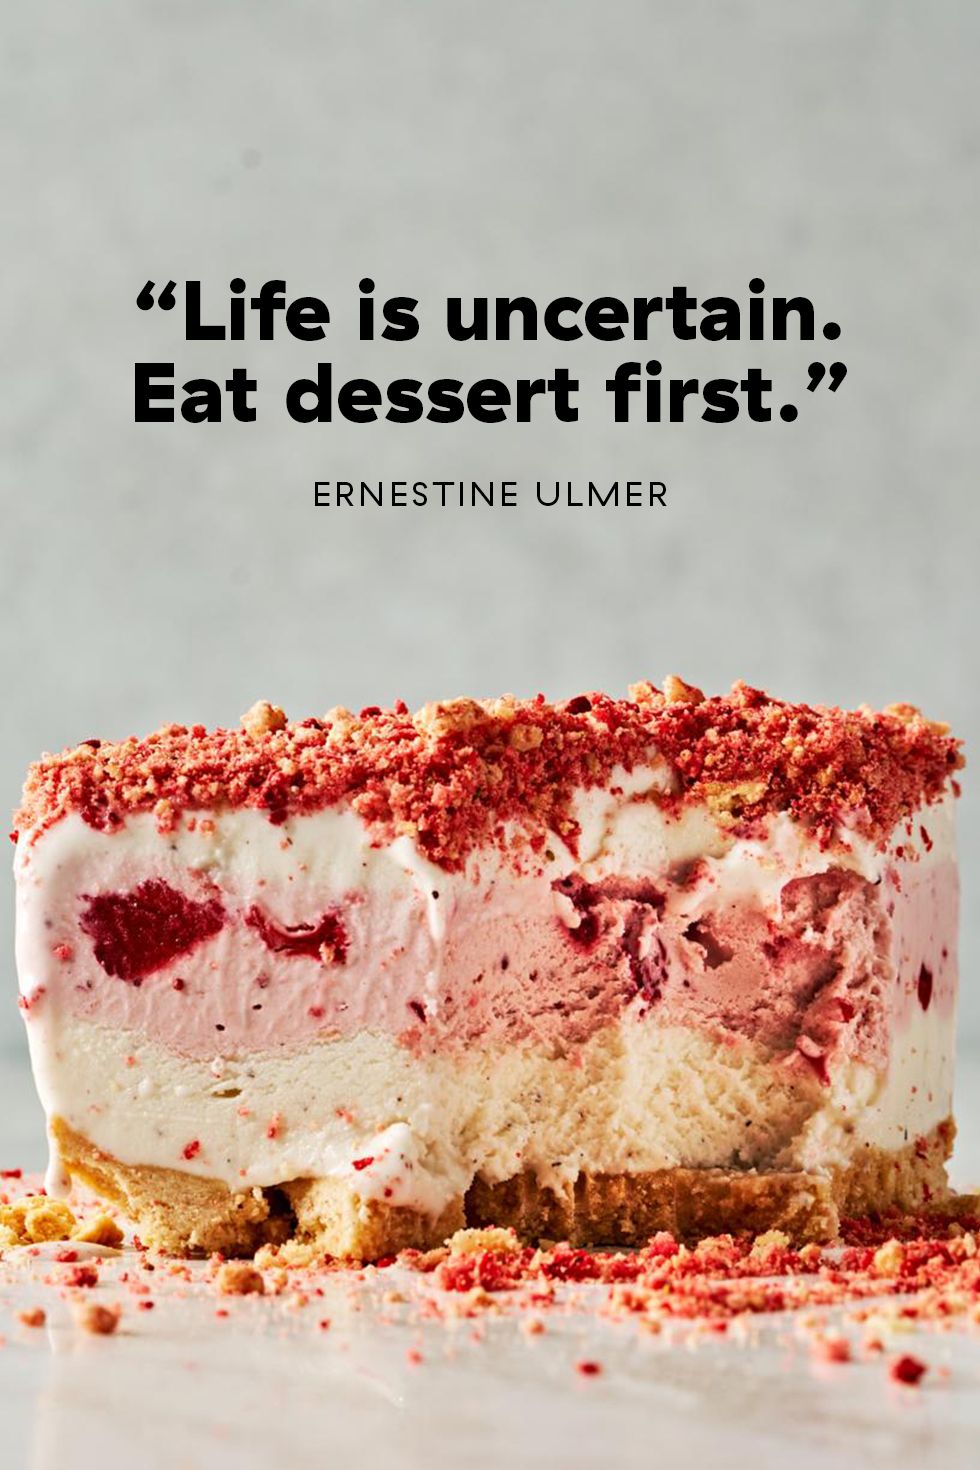 “Life is uncertain.
Eat dessert first.”
ERNESTINE ULMER